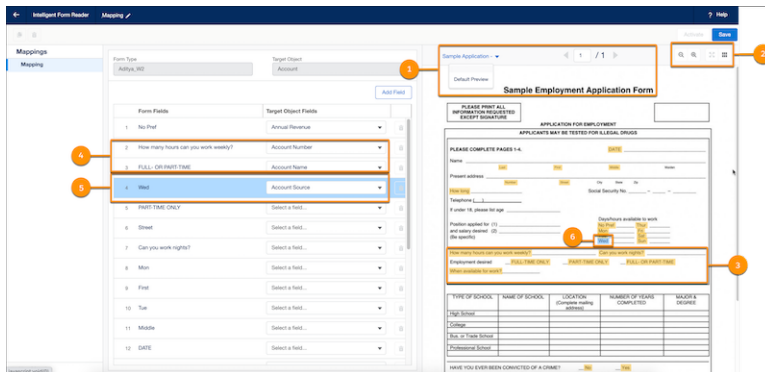 Intelligent Form Reader Mapping ? Help
Activate Save
Mappings
Mapping
Form Type Target Object
Aditya_W2 Account
Add Field
Form Fields Target Object Fields
1 No Pref Annual Revenue
2 How many hours can you work weekly? Account Number
3 FULL- OR PART-TIME Account Name
4 Wed Account Source
5 PART-TIME ONLY Select a field...
6 Street Select a field...
7 Can you work nights? Select a field...
8 Mon Select a field...
9 First Select a field...
10 Tue Select a field...
11 Middle Select a field...
12 DATE Select a field...
1
2
3
4
5
6
Sample Application - 1 / 1
Default Preview
Sample Employment Application Form
PLEASE PRINT ALL
INFORMATION REQUESTED
EXCEPT SIGNATURE
APPLICATION FOR EMPLOYMENT
APPLICANTS MAY BE TESTED FOR ILLEGAL DRUGS
PLEASE COMPLETE PAGES 1-4. DATE
Name
Last First Middle Maiden
Present address
Number Street City State Zip
How long Social Security No.
Telephone ( )
If under 18, please list age
Days/hours available to work
Position applied for (1) No Pref Thur
and salary desired (2) Mon Fri
(Be specific) Tue Sat
Wed Sun
How many hours can you work weekly? Can you work nights?
Employment desired FULL-TIME ONLY PART-TIME ONLY FULL- OR PART-TIME
When available for work?
TYPE OF SCHOOL NAME OF SCHOOL LOCATION (Complete mailing address) NUMBER OF YEARS COMPLETED MAJOR & DEGREE
High School
College
Bus. or Trade School
Professional School
HAVE YOU EVER BEEN CONVICTED OF A CRIME? No Yes